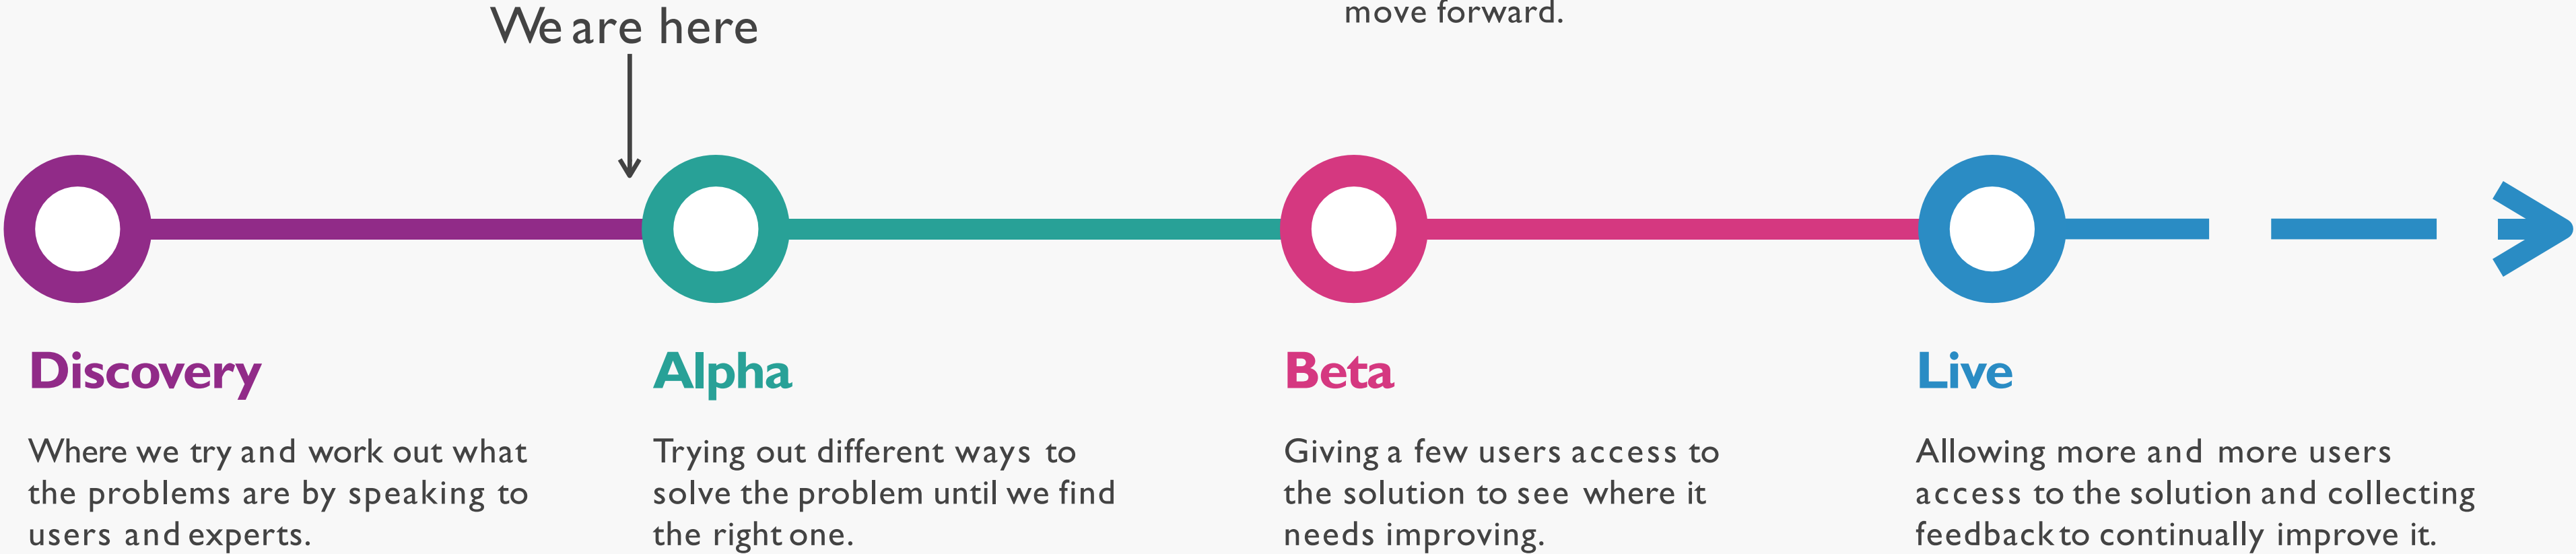 We are here
move forward.
Discovery
Where we try and work out what
the problems are by speaking to
users and experts.
Alpha
Trying out different ways to
solve the problem until we find
the right one.
Beta
Giving a few users access to
the solution to see where it
needs improving.
Live
Allowing more and more users
access to the solution and collecting
feedback to continually improve it.